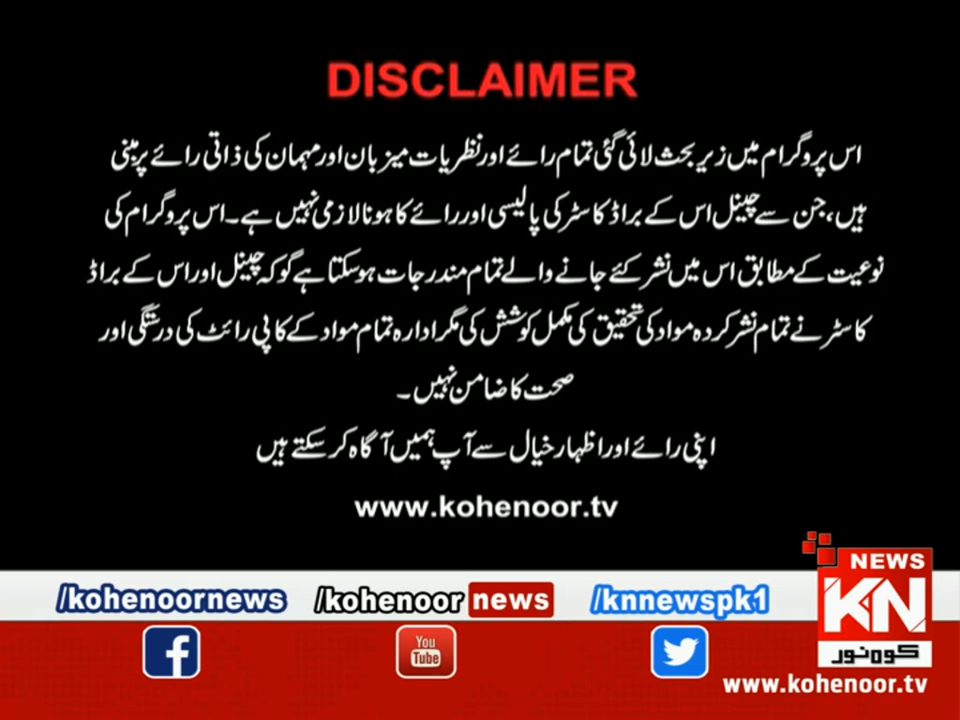 DISCLAIMER
اس پروگرام میں زیر بحث لائی گئی تمام رائے اور نظریات میزبان اور مہمان کی ذاتی رائے پر مبنی
ہیں، جن سے چینل اس کے براڈ کاسٹر کی پالیسی اور رائے کا ہونا لازمی نہیں ہے۔ اس پروگرام کی
نوعیت کے مطابق اس میں نشر کئے جانے والے تمام مندرجات ہو سکتا ہے گو کہ چینل اور اس کے براڈ
کاسٹر نے تمام نشر کردہ مواد کی تحقیق کی مکمل کوشش کی مگر ادارہ تمام مواد کے کاپی رائٹ کی درستگی اور
صحت کا ضامن نہیں۔
اپنی رائے اور اظہار خیال سے آپ ہمیں آگاہ کر سکتے ہیں
www.kohenoor.tv
/kohenoornews /kohenoor news /knnewspk1
You Tube
NEWS
KN
کوہ نور
www.kohenoor.tv